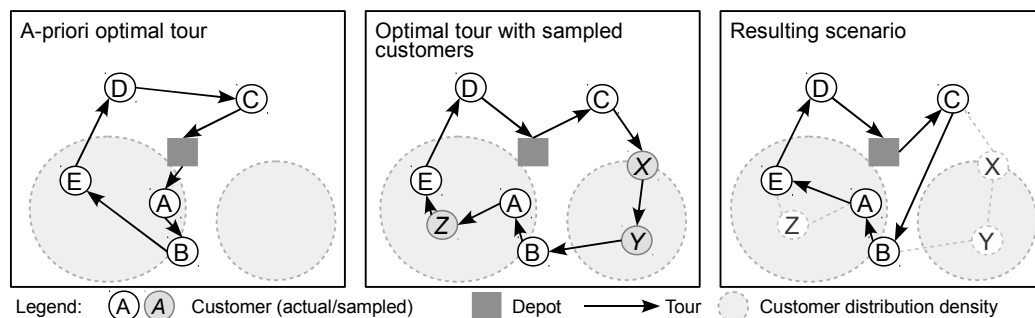 A-priori optimal tour
D
C
E
A
B
Optimal tour with sampled
customers
D
C
X
E
A
Z
Y
B
Resulting scenario
D
C
X
E
A
Z
Y
B
Legend: A A Customer (actual/sampled) Depot Tour Customer distribution density